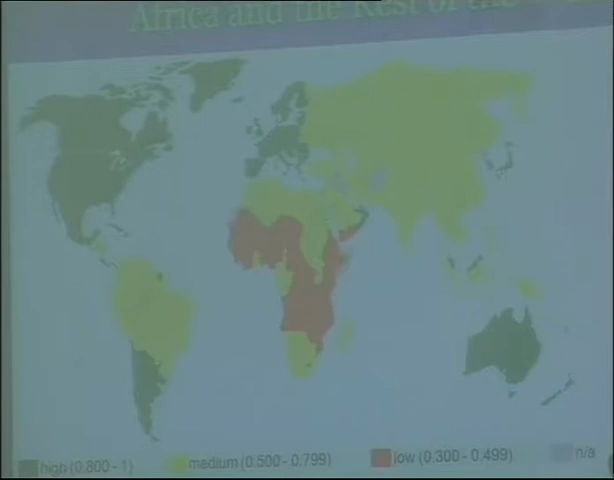 Africa and the Rest of the
high (0.800 - 1) medium (0.500 - 0.799) low (0.300 - 0.499) n/a